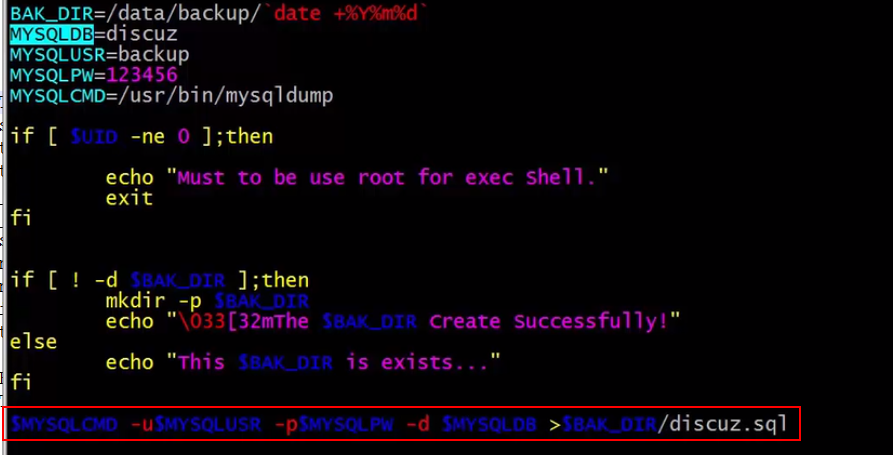 BAK_DIR=/data/backup/`date +%Y%m%d`
MYSQLDB=discuz
MYSQLUSR=backup
MYSQLPW=123456
MYSQLCMD=/usr/bin/mysqldump
if [ $UID -ne 0 ];then
echo "Must to be use root for exec Shell."
exit
fi
if [ ! -d $BAK_DIR ];then
mkdir -p $BAK_DIR
echo "\033[32mThe $BAK_DIR Create Successfully!"
else
echo "This $BAK_DIR is exists..."
fi
$MYSQLCMD -u$MYSQLUSR -p$MYSQLPW -d $MYSQLDB >$BAK_DIR/discuz.sql